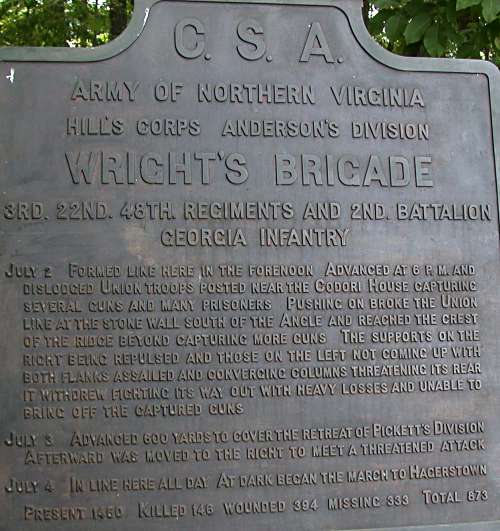 C. S. A.
ARMY OF NORTHERN VIRGINIA
HILL'S CORPS ANDERSON'S DIVISION
WRIGHT'S BRIGADE
3RD. 22ND. 48TH. REGIMENTS AND 2ND. BATTALION
GEORGIA INFANTRY
JULY 2 FORMED LINE HERE IN THE FORENOON ADVANCED AT 6 P.M. AND
DISLODGED UNION TROOPS POSTED NEAR THE CODORI HOUSE CAPTURING
SEVERAL GUNS AND MANY PRISONERS PUSHING ON BROKE THE UNION
LINE AT THE STONE WALL SOUTH OF THE ANGLE AND REACHED THE CREST
OF THE RIDGE BEYOND CAPTURING MORE GUNS THE SUPPORTS ON THE
RIGHT BEING REPULSED AND THOSE ON THE LEFT NOT COMING UP WITH
BOTH FLANKS ASSAILED AND CONVERGING COLUMNS THREATENING ITS REAR
IT WITHDREW FIGHTING ITS WAY OUT WITH HEAVY LOSSES AND UNABLE TO
BRING OFF THE CAPTURED GUNS
JULY 3 ADVANCED 600 YARDS TO COVER THE RETREAT OF PICKETT'S DIVISION
AFTERWARD WAS MOVED TO THE RIGHT TO MEET A THREATENED ATTACK
JULY 4 IN LINE HERE ALL DAY AT DARK BEGAN THE MARCH TO HAGERSTOWN
PRESENT 1450 KILLED 146 WOUNDED 394 MISSING 333 TOTAL 873